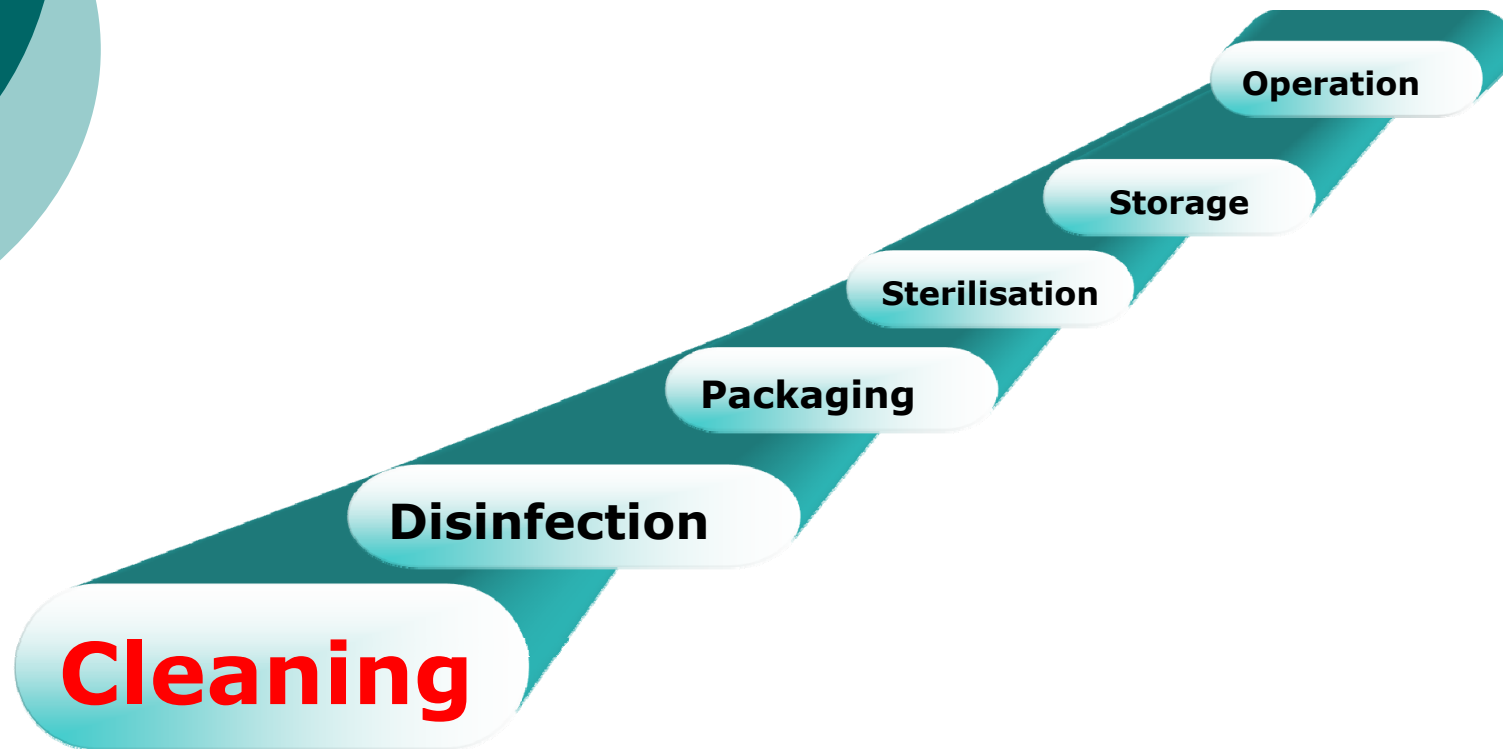 Operation
Storage
Sterilisation
Packaging
Disinfection
Cleaning